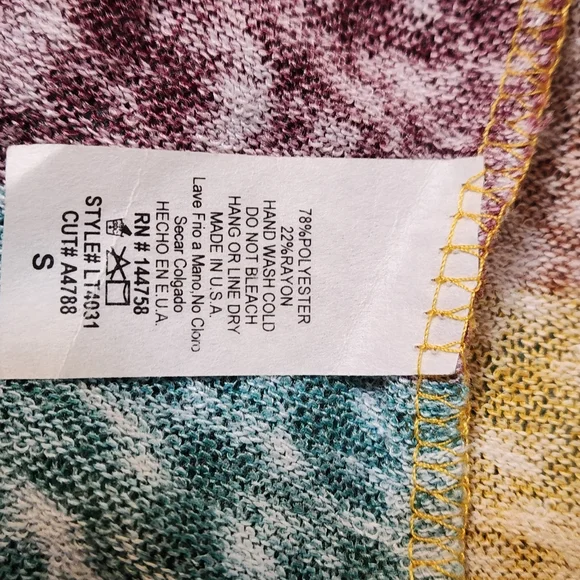 78%POLYESTER
22%RAYON
HAND WASH COLD
DO NOT BLEACH
HANG OR LINE DRY
MADE IN U.S.A.
Lave Frio a Mano,No Cloro
Secar Colgado
HECHO EN E.U.A.
RN # 144758
STYLE# LT4031
CUT# A4788
S